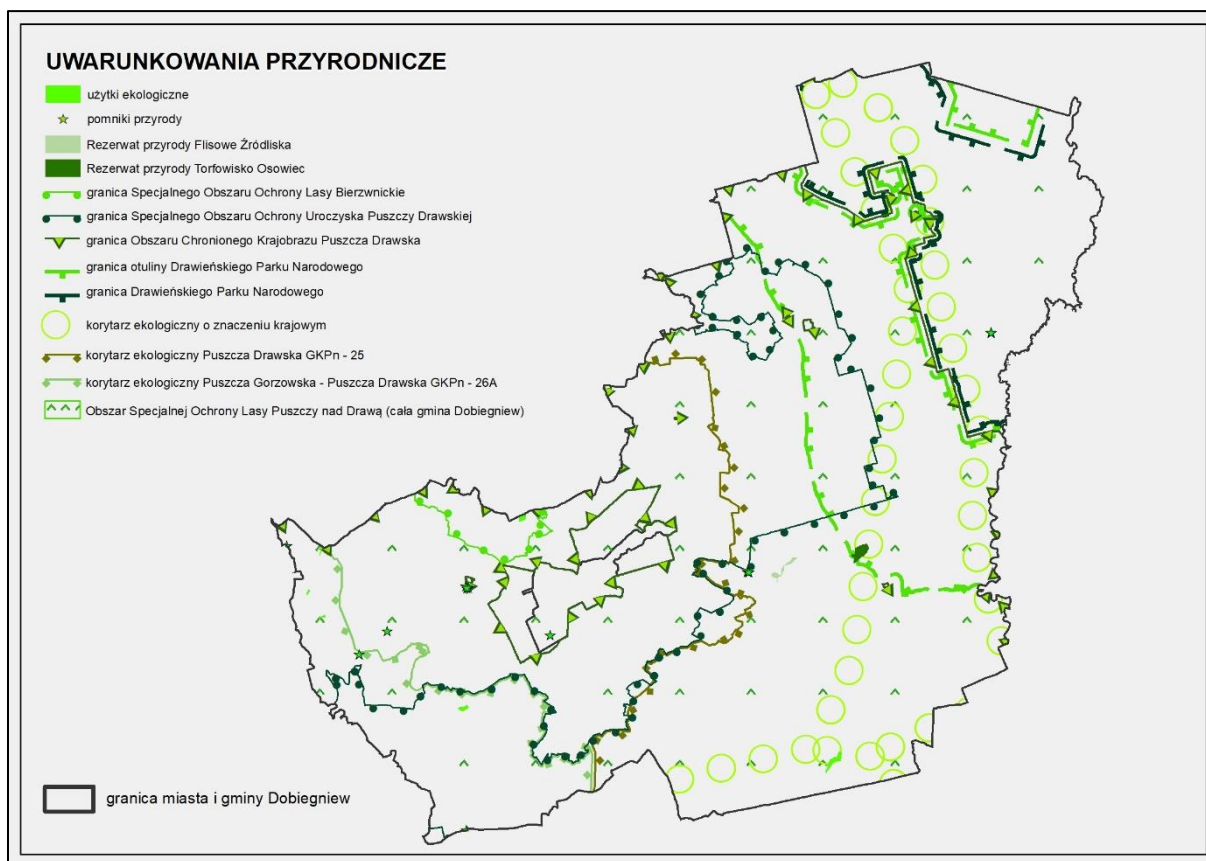 UWARUNKOWANIA PRZYRODNICZE
użytki ekologiczne
pomniki przyrody
Rezerwat przyrody Flisowe Źródliska
Rezerwat przyrody Torfowisko Osowiec
granica Specjalnego Obszaru Ochrony Lasy Bierzwnickie
granica Specjalnego Obszaru Ochrony Uroczyska Puszczy Drawskiej
granica Obszaru Chronionego Krajobrazu Puszcza Drawska
granica otuliny Drawieńskiego Parku Narodowego
granica Drawieńskiego Parku Narodowego
korytarz ekologiczny o znaczeniu krajowym
korytarz ekologiczny Puszcza Drawska GKPn - 25
korytarz ekologiczny Puszcza Gorzowska - Puszcza Drawska GKPn - 26A
Obszar Specjalnej Ochrony Lasy Puszczy nad Drawą (cała gmina Dobiegniew)
granica miasta i gminy Dobiegniew